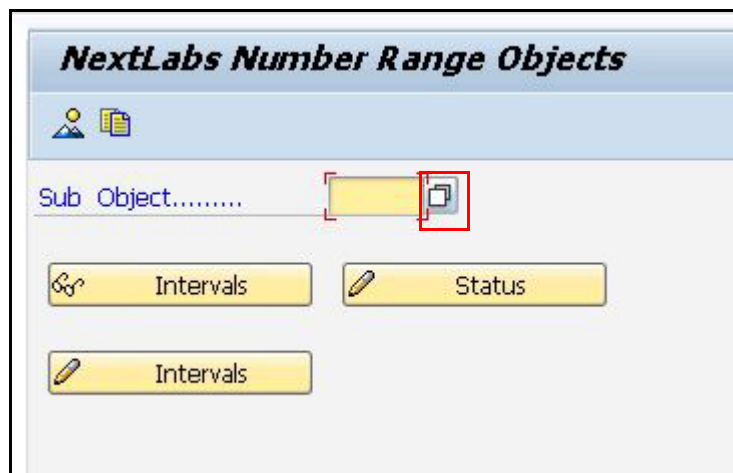 NextLabs Number Range Objects
Sub Object.........
Intervals
Status
Intervals